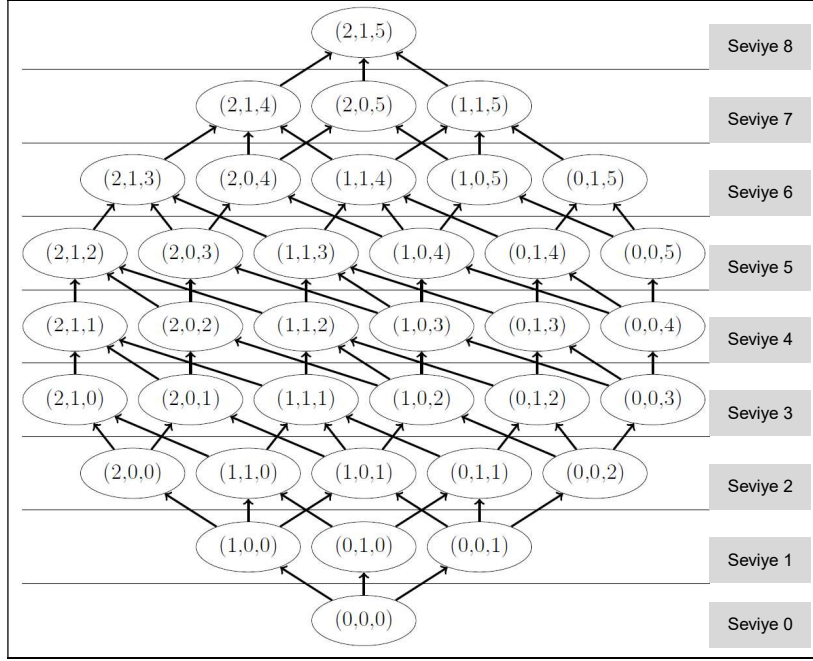 (2,1,5) Seviye 8
(2,1,4) (2,0,5) (1,1,5) Seviye 7
(2,1,3) (2,0,4) (1,1,4) (1,0,5) (0,1,5) Seviye 6
(2,1,2) (2,0,3) (1,1,3) (1,0,4) (0,1,4) (0,0,5) Seviye 5
(2,1,1) (2,0,2) (1,1,2) (1,0,3) (0,1,3) (0,0,4) Seviye 4
(2,1,0) (2,0,1) (1,1,1) (1,0,2) (0,1,2) (0,0,3) Seviye 3
(2,0,0) (1,1,0) (1,0,1) (0,1,1) (0,0,2) Seviye 2
(1,0,0) (0,1,0) (0,0,1) Seviye 1
(0,0,0) Seviye 0